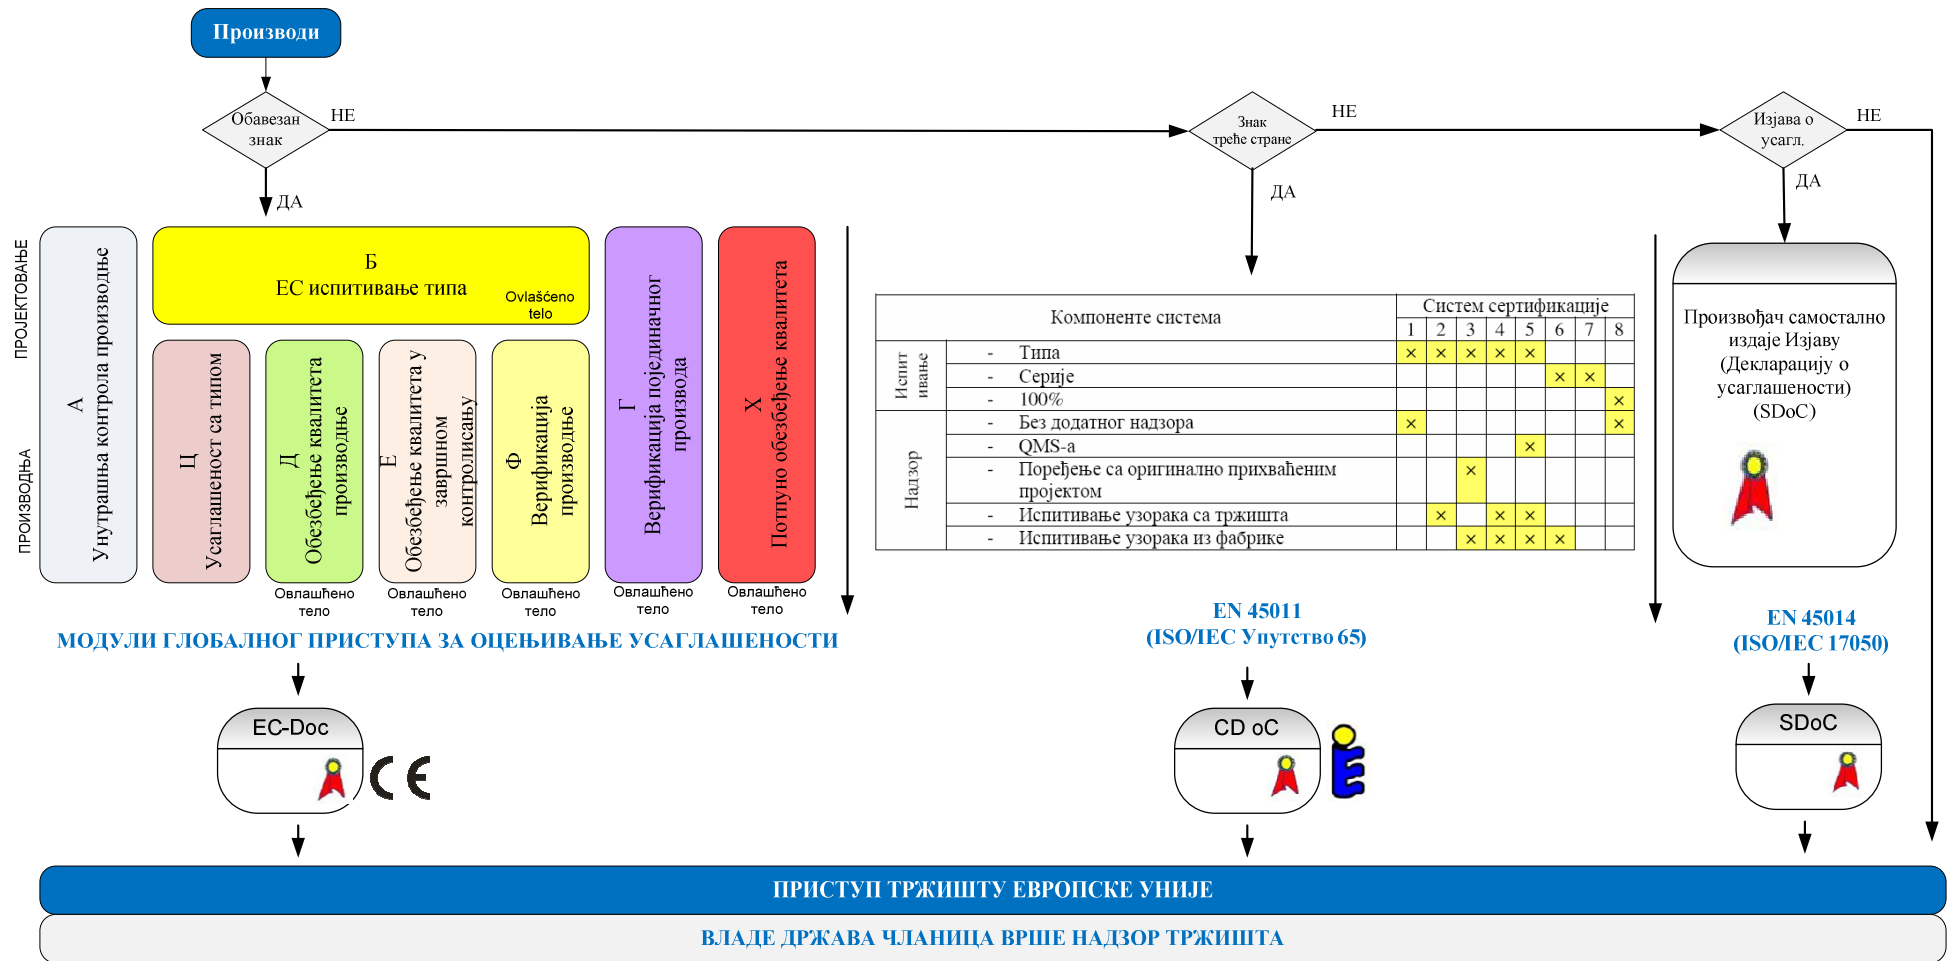 Производи
Обавезан
знак
НЕ
ДА
Знак
треће стране
НЕ
ДА
Изјава о
усагл.
НЕ
ДА
ПРОЈЕКТОВАЊЕ
ПРОИЗВОДЊА
А
Унутрашња контрола производње
Б
ЕС испитивање типа
Ovlašćeno
telo
Ц
Усаглашеност са типом
Д
Обезбеђење квалитета
производње
Овлашћено
тело
Е
Обезбеђење квалитета у
завршном
контролисању
Овлашћено
тело
Ф
Верификација
производње
Овлашћено
тело
Г
Верификација појединачног
производа
Овлашћено
тело
Х
Потпуно обезбеђење квалитета
Овлашћено
тело
МОДУЛИ ГЛОБАЛНОГ ПРИСТУПА ЗА ОЦЕЊИВАЊЕ УСАГЛАШЕНОСТИ
Компоненте система
Систем сертификације
1 2 3 4 5 6 7 8
Испит
ивање
- Типа × × × × ×
- Серије × ×
- 100% ×
Надзор
- Без додатног надзора × ×
- QMS-а ×
- Поређење са оригинално прихваћеним ×
пројектом
- Испитивање узорака са тржишта × × ×
- Испитивање узорака из фабрике × × × ×
EN 45011
(ISO/IEC Упутство 65)
Произвођач самостално
издаје Изјаву
(Декларацију о
усаглашености)
(SDoC)
EN 45014
(ISO/IEC 17050)
EC-Doc
CE
CD oC
SDoC
ПРИСТУП ТРЖИШТУ ЕВРОПСКЕ УНИЈЕ
ВЛАДЕ ДРЖАВА ЧЛАНИЦА ВРШЕ НАДЗОР ТРЖИШТА